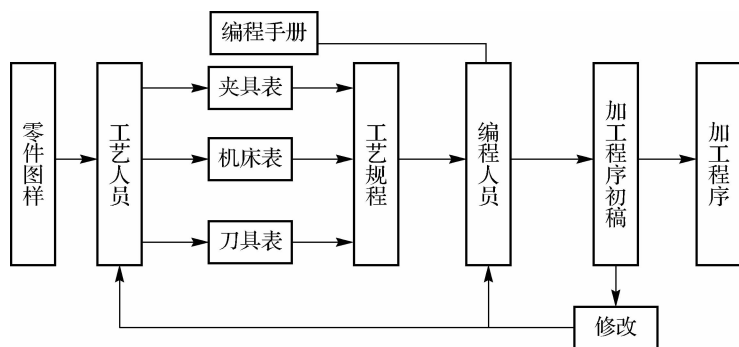 编程手册
零件图样
工艺人员
夹具表
机床表
刀具表
工艺规程
编程人员
加工程序初稿
加工程序
修改